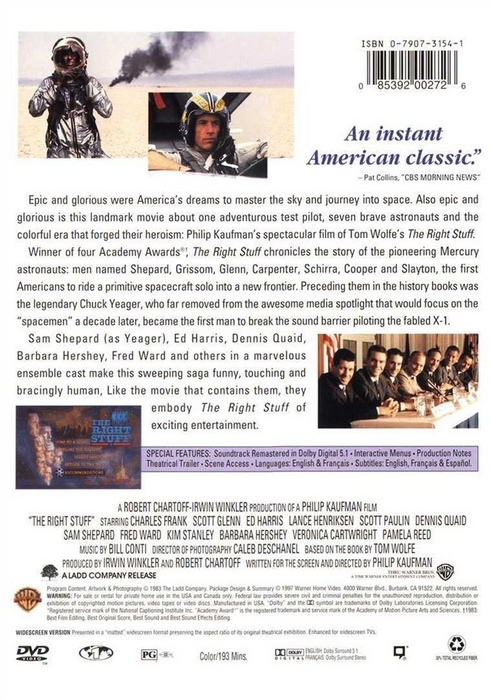 ISBN 0-7907-3154-1
0 85392 00272 6
An instant
American classic."
– Pat Collins, "CBS MORNING NEWS"
Epic and glorious were America's dreams to master the sky and journey into space. Also epic and
glorious is this landmark movie about one adventurous test pilot, seven brave astronauts and the
colorful era that forged their heroism: Philip Kaufman's spectacular film of Tom Wolfe's The Right Stuff.
Winner of four Academy Awards®*, The Right Stuff chronicles the story of the pioneering Mercury
astronauts: men named Shepard, Grissom, Glenn, Carpenter, Schirra, Cooper and Slayton, the first
Americans to ride a primitive spacecraft solo into a new frontier. Preceding them in the history books was
the legendary Chuck Yeager, who far removed from the awesome media spotlight that would focus on the
"spacemen" a decade later, became the first man to break the sound barrier piloting the fabled X-1.
Sam Shepard (as Yeager), Ed Harris, Dennis Quaid,
Barbara Hershey, Fred Ward and others in a marvelous
ensemble cast make this sweeping saga funny, touching and
bracingly human, Like the movie that contains them, they
embody The Right Stuff of
exciting entertainment.
THE
RIGHT
STUFF
SPECIAL FEATURES: Soundtrack Remastered in Dolby Digital 5.1 • Interactive Menus • Production Notes
Theatrical Trailer • Scene Access • Languages: English & Français • Subtitles: English, Français & Español.
A ROBERT CHARTOFF-IRWIN WINKLER PRODUCTION OF A PHILIP KAUFMAN FILM
"THE RIGHT STUFF" STARRING CHARLES FRANK SCOTT GLENN ED HARRIS LANCE HENRIKSEN SCOTT PAULIN DENNIS QUAID
SAM SHEPARD FRED WARD KIM STANLEY BARBARA HERSHEY VERONICA CARTWRIGHT PAMELA REED
MUSIC BY BILL CONTI DIRECTOR OF PHOTOGRAPHY CALEB DESCHANEL BASED ON THE BOOK BY TOM WOLFE
PRODUCED BY IRWIN WINKLER AND ROBERT CHARTOFF WRITTEN FOR THE SCREEN AND DIRECTED BY PHILIP KAUFMAN
A LADD COMPANY RELEASE
THRU WARNER BROS.
A TIME WARNER ENTERTAINMENT COMPANY
Program Content, Artwork & Photography © 1983 The Ladd Company. Package Design & Summary © 1997 Warner Home Video. 4000 Warner Blvd., Burbank, CA 91522. All rights reserved.
WARNING: For sale or rental for private home use in the USA and Canada only. Federal law provides severe civil and criminal penalties for the unauthorized reproduction, distribution or
exhibition of copyrighted motion pictures, video tapes or video discs. Manufactured in USA. "Dolby" and the symbol are trademarks of Dolby Laboratories Licensing Corporation.
"Registered service mark of the National Captioning Institute Inc. "Academy Award"® is the registered trademark and service mark of the Academy of Motion Picture Arts and Sciences. †1983:
Best Film Editing, Best Original Score, Best Sound and Best Sound Effects Editing.
WIDESCREEN VERSION Presented in a "matted" widescreen format preserving the aspect ratio of its original theatrical exhibition. Enhanced for widescreen TVs.
DVD
VIDEO
PG
Color/193 Mins.
DOLBY
DIGITAL
ENGLISH: Dolby Surround 5.1
FRANÇAIS: Dolby Surround Stereo